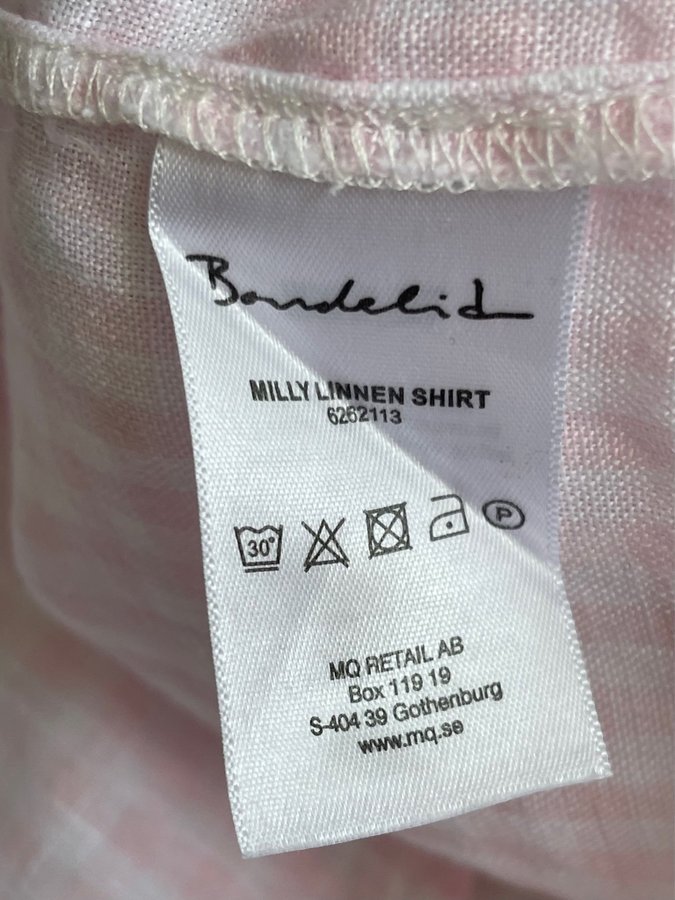 Bondelid
MILLY LINNEN SHIRT
6262113
30°
P
MQ RETAIL AB
Box 119 19
S-404 39 Gothenburg
www.mq.se